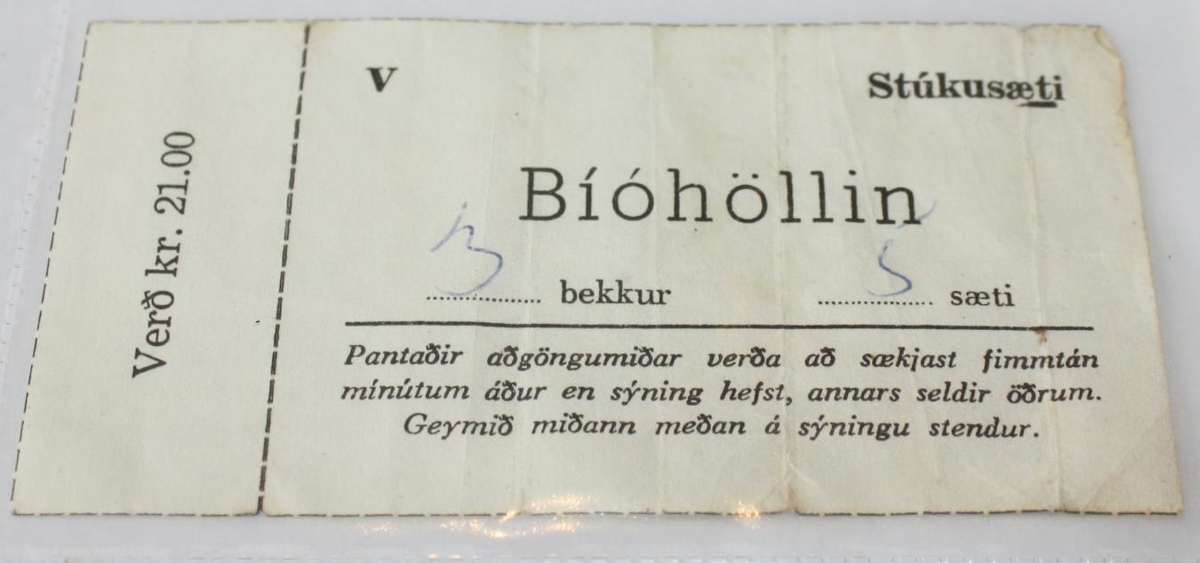 Verð kr. 21.00
V
Stúkusæti
Bíóhöllin
13 bekkur 5 sæti
Pantaðir aðgöngumiðar verða að sækjast fimmtán
mínútum áður en sýning hefst, annars seldir öðrum.
Geymið miðann meðan á sýningu stendur.